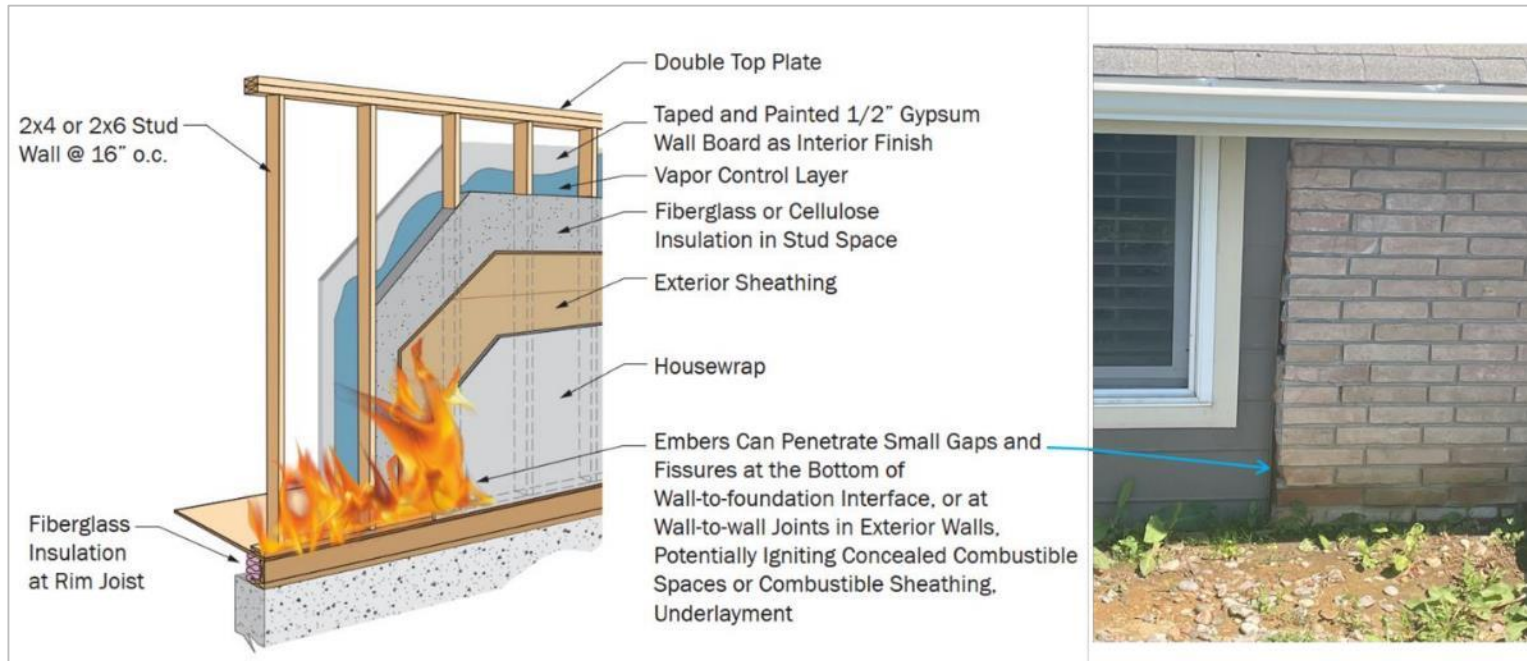 Double Top Plate
2x4 or 2x6 Stud
Wall @ 16” o.c.
Taped and Painted 1/2” Gypsum
Wall Board as Interior Finish
Vapor Control Layer
Fiberglass or Cellulose
Insulation in Stud Space
Exterior Sheathing
Housewrap
Embers Can Penetrate Small Gaps and
Fissures at the Bottom of
Wall-to-foundation Interface, or at
Wall-to-wall Joints in Exterior Walls,
Potentially Igniting Concealed Combustible
Spaces or Combustible Sheathing,
Underlayment
Fiberglass
Insulation
at Rim Joist